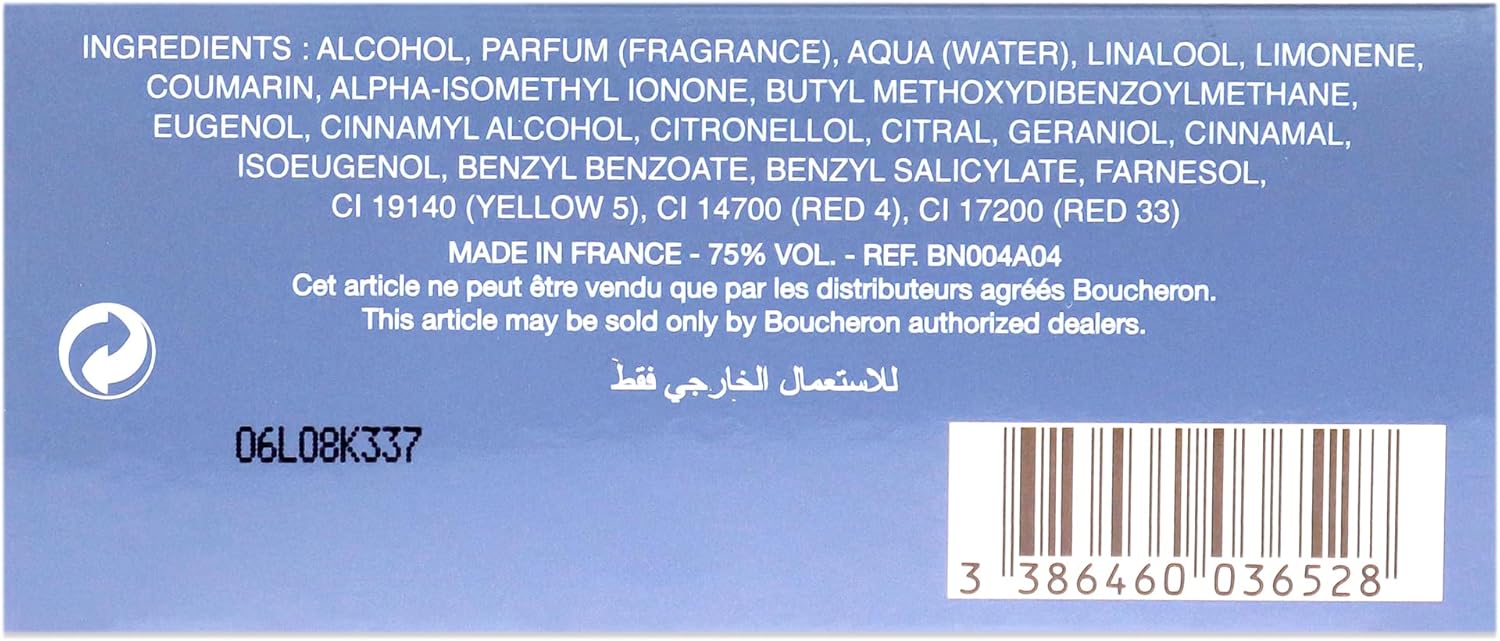 INGREDIENTS : ALCOHOL, PARFUM (FRAGRANCE), AQUA (WATER), LINALOOL, LIMONENE,
COUMARIN, ALPHA-ISOMETHYL IONONE, BUTYL METHOXYDIBENZOYLMETHANE,
EUGENOL, CINNAMYL ALCOHOL, CITRONELLOL, CITRAL, GERANIOL, CINNAMAL,
ISOEUGENOL, BENZYL BENZOATE, BENZYL SALICYLATE, FARNESOL,
CI 19140 (YELLOW 5), CI 14700 (RED 4), CI 17200 (RED 33)
MADE IN FRANCE - 75% VOL. - REF. BN004A04
Cet article ne peut être vendu que par les distributeurs agréés Boucheron.
This article may be sold only by Boucheron authorized dealers.
للاستعمال الخارجي فقط
06L08K337
3 386460 036528